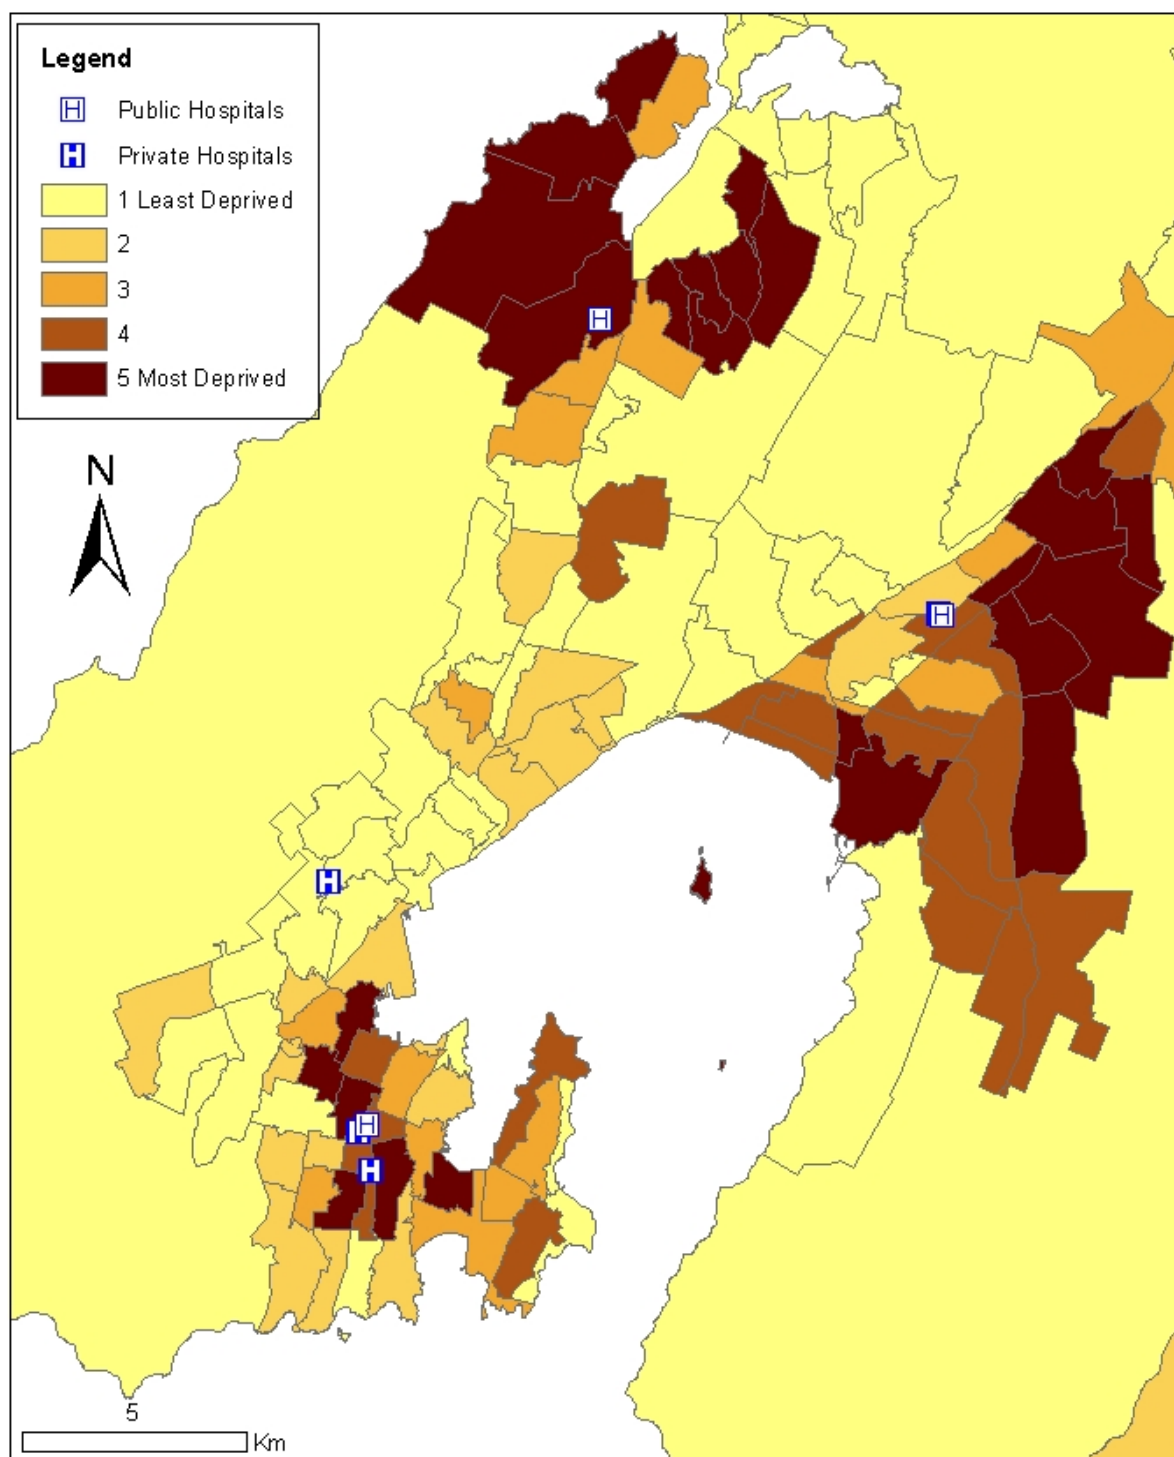 Legend
H Public Hospitals
H Private Hospitals
1 Least Deprived
2
3
4
5 Most Deprived
N
H
H
H
H
H
5
Km